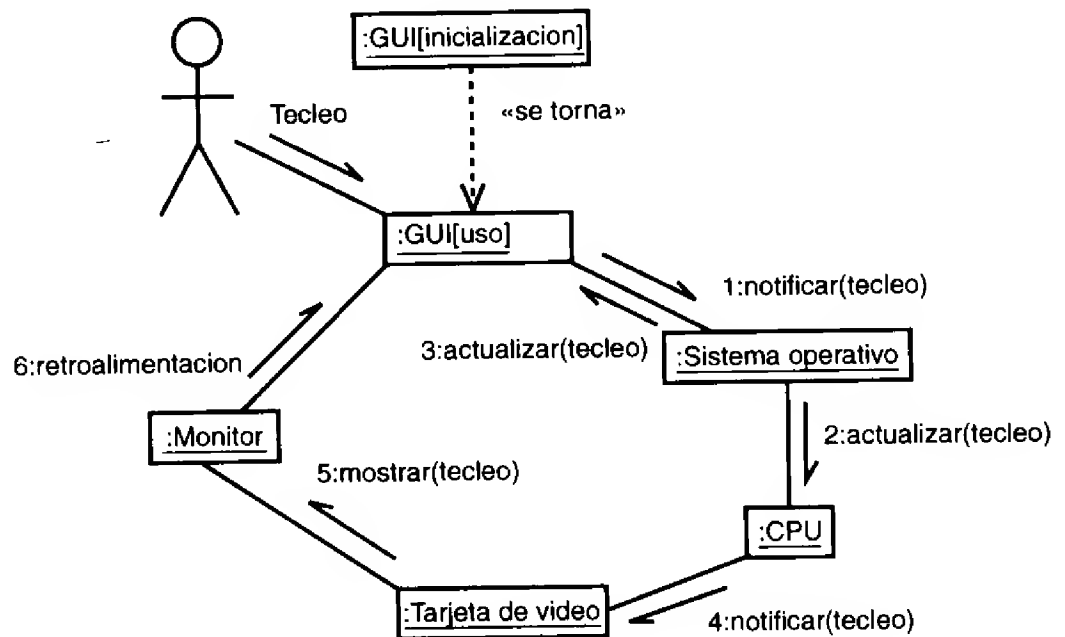 :GUI[inicializacion]
Tecleo
«se torna»
:GUI[uso]
1:notificar(tecleo)
3:actualizar(tecleo)
:Sistema operativo
6:retroalimentacion
:Monitor
2:actualizar(tecleo)
5:mostrar(tecleo)
:CPU
:Tarjeta de video
4:notificar(tecleo)